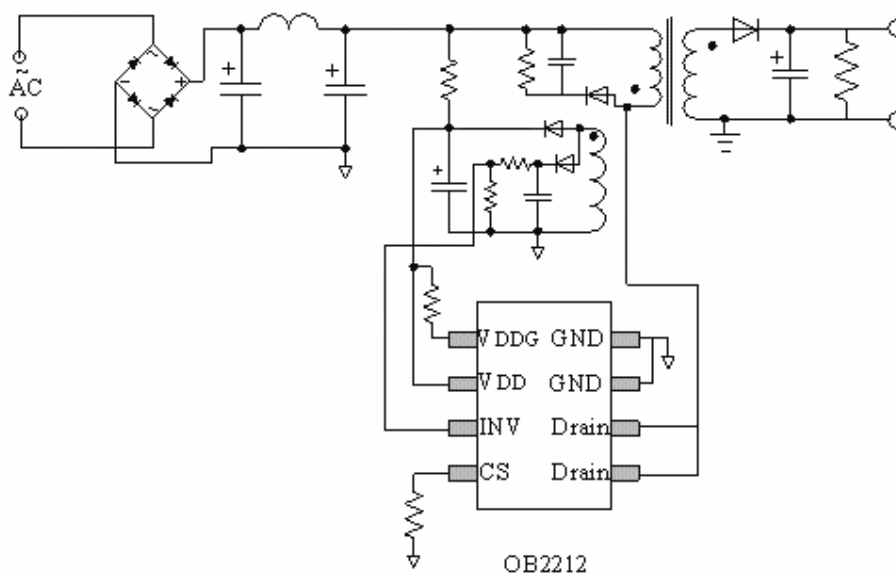 ~
AC
+
+
+
+
VDDG GND
VDD GND
INV Drain
CS Drain
OB2212